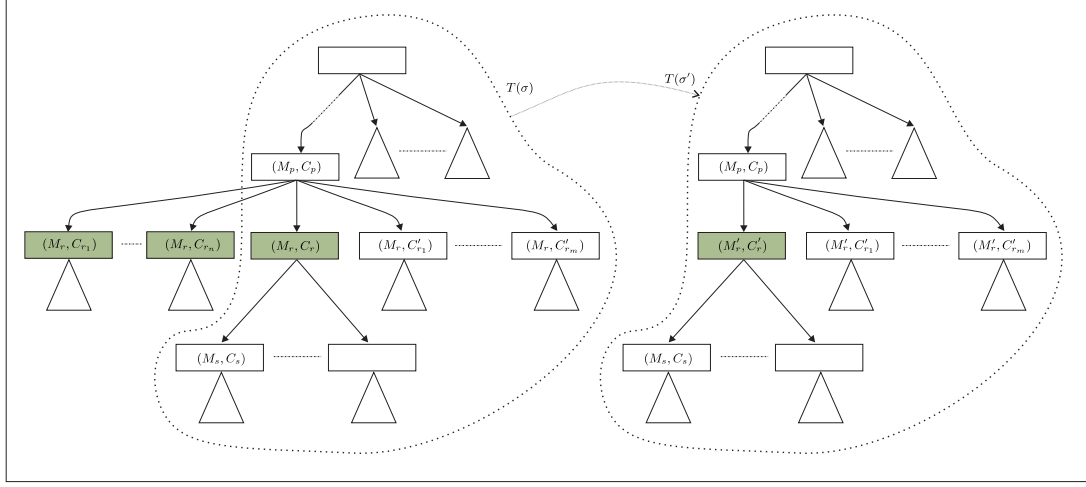 T(σ) T(σ′)
(M_p, C_p) (M_p, C_p)
(M_r, C_{r_1}) (M_r, C_{r_n}) (M_r, C_r) (M_r, C′_{r_1}) (M_r, C′_{r_m}) (M′_r, C′_r) (M′_r, C′_{r_1}) (M′_r, C′_{r_m})
(M_s, C_s) (M_s, C_s)